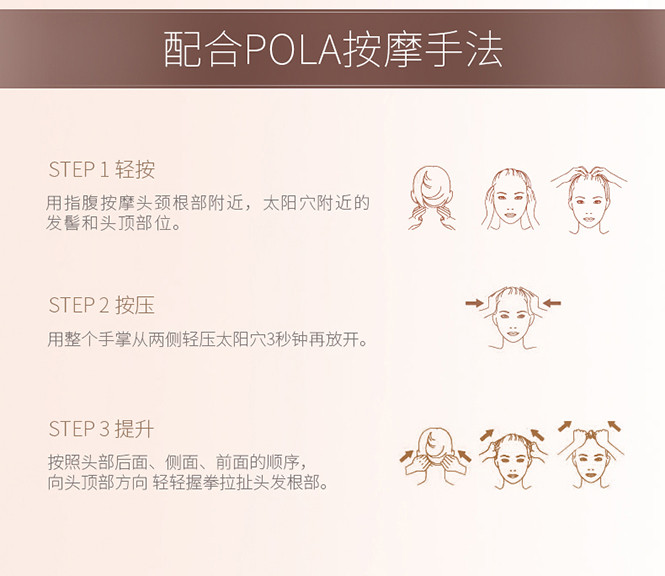 配合POLA按摩手法
STEP 1 轻按
用指腹按摩头颈根部附近，太阳穴附近的
发髻和头顶部位。
STEP 2 按压
用整个手掌从两侧轻压太阳穴3秒钟再放开。
STEP 3 提升
按照头部后面、侧面、前面的顺序，
向头顶部方向 轻轻握拳拉扯头发根部。